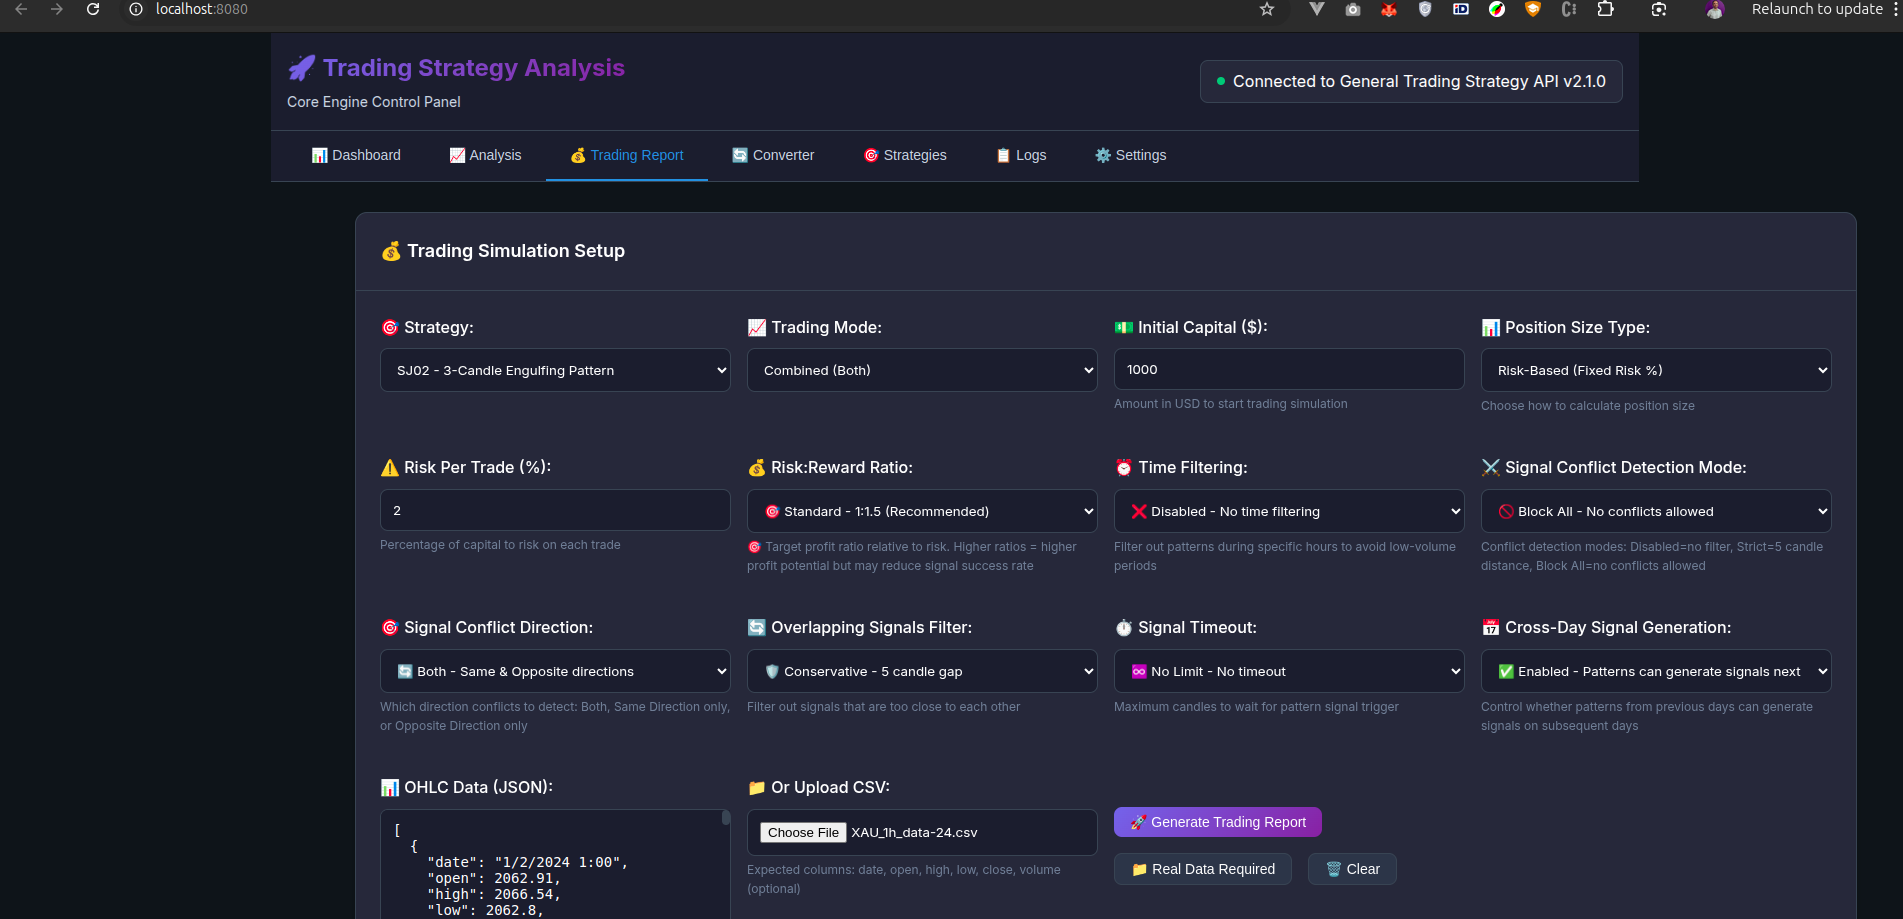 localhost:8080
Relaunch to update
Trading Strategy Analysis
Core Engine Control Panel
Connected to General Trading Strategy API v2.1.0
Dashboard
Analysis
Trading Report
Converter
Strategies
Logs
Settings
Trading Simulation Setup
Strategy:
SJ02 - 3-Candle Engulfing Pattern
Trading Mode:
Combined (Both)
Initial Capital ($):
1000
Amount in USD to start trading simulation
Position Size Type:
Risk-Based (Fixed Risk %)
Choose how to calculate position size
Risk Per Trade (%):
2
Percentage of capital to risk on each trade
Risk:Reward Ratio:
Standard - 1:1.5 (Recommended)
Target profit ratio relative to risk. Higher ratios = higher
profit potential but may reduce signal success rate
Time Filtering:
Disabled - No time filtering
Filter out patterns during specific hours to avoid low-volume
periods
Signal Conflict Detection Mode:
Block All - No conflicts allowed
Conflict detection modes: Disabled=no filter, Strict=5 candle
distance, Block All=no conflicts allowed
Signal Conflict Direction:
Both - Same & Opposite directions
Which direction conflicts to detect: Both, Same Direction only,
or Opposite Direction only
Overlapping Signals Filter:
Conservative - 5 candle gap
Filter out signals that are too close to each other
Signal Timeout:
No Limit - No timeout
Maximum candles to wait for pattern signal trigger
Cross-Day Signal Generation:
Enabled - Patterns can generate signals next
Control whether patterns from previous days can generate
signals on subsequent days
OHLC Data (JSON):
[
{
"date": "1/2/2024 1:00",
"open": 2062.91,
"high": 2066.54,
"low": 2062.8,
Or Upload CSV:
Choose File XAU_1h_data-24.csv
Expected columns: date, open, high, low, close, volume
(optional)
Generate Trading Report
Real Data Required
Clear